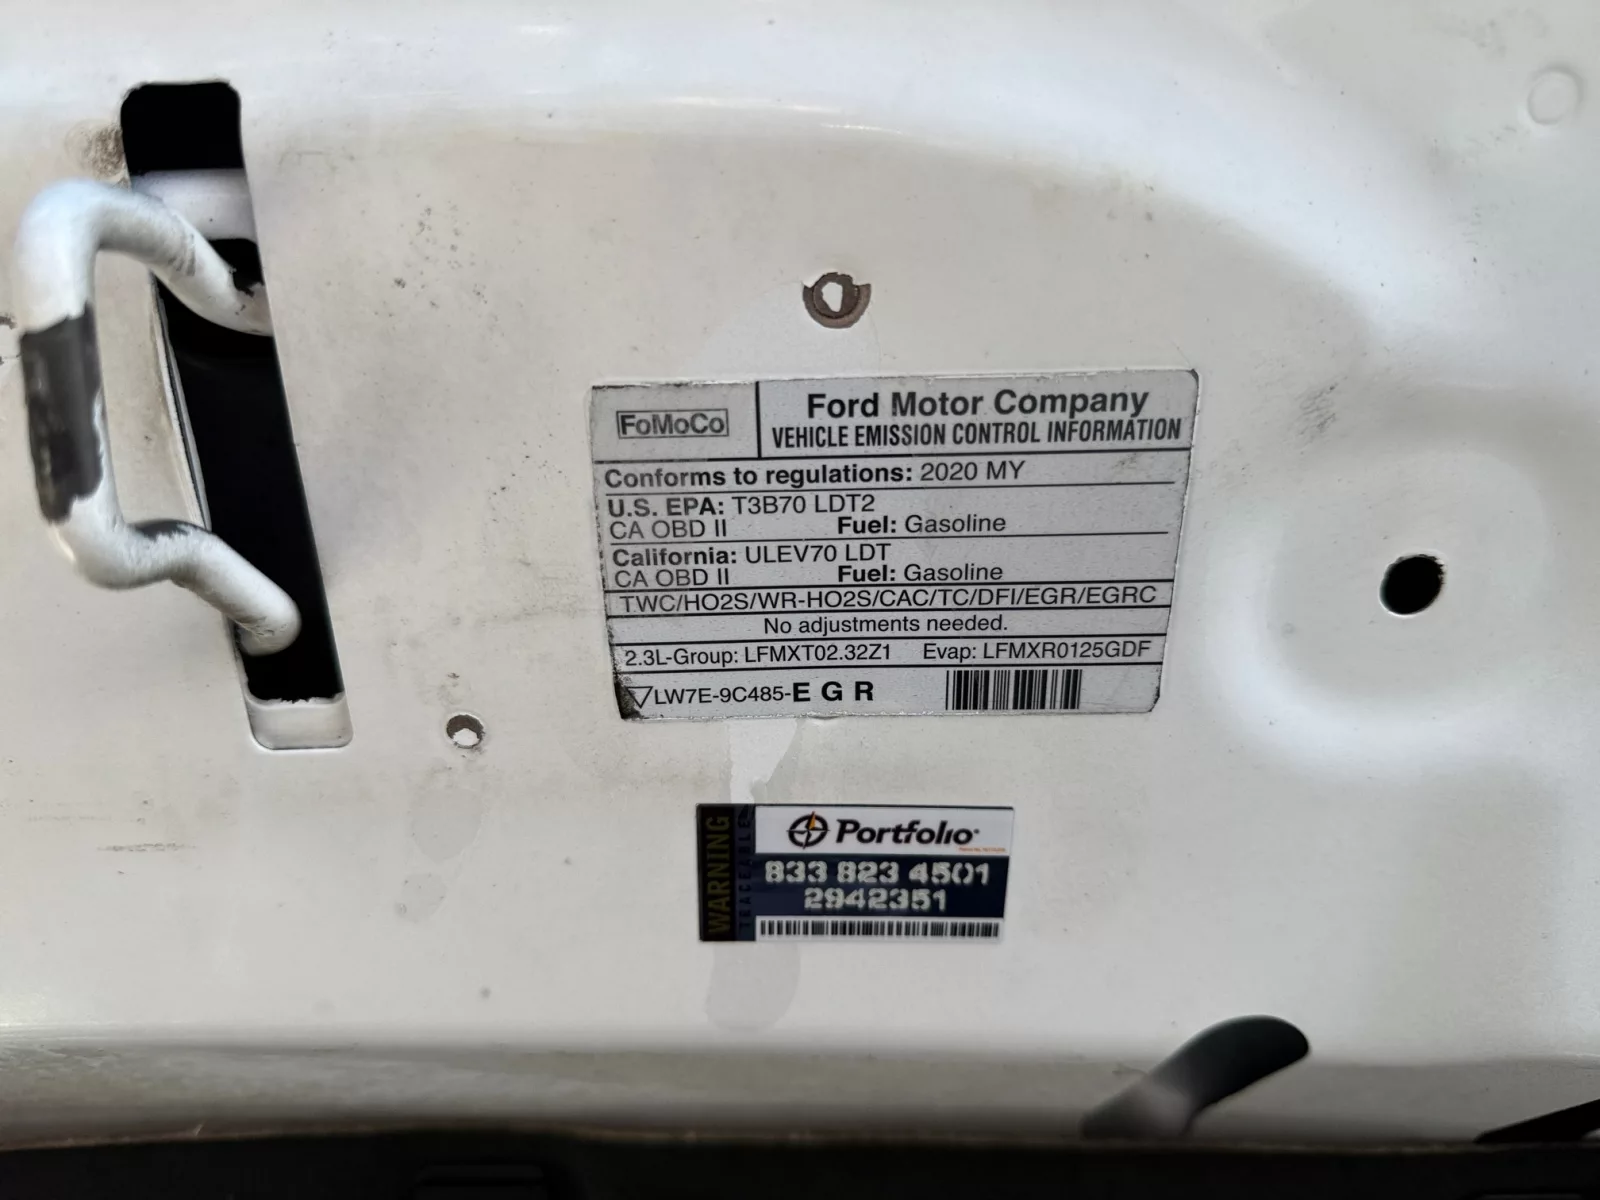 FoMoCo
Ford Motor Company
VEHICLE EMISSION CONTROL INFORMATION
Conforms to regulations: 2020 MY
U.S. EPA: T3B70 LDT2
CA OBD II Fuel: Gasoline
California: ULEV70 LDT
CA OBD II Fuel: Gasoline
TWC/HO2S/WR-HO2S/CAC/TC/DFI/EGR/EGRC
No adjustments needed.
2.3L-Group: LFMXT02.32Z1 Evap: LFMXR0125GDF
LW7E-9C485-E G R
WARNING
TRACEABLE
Portfolio
833 823 4501
2942351